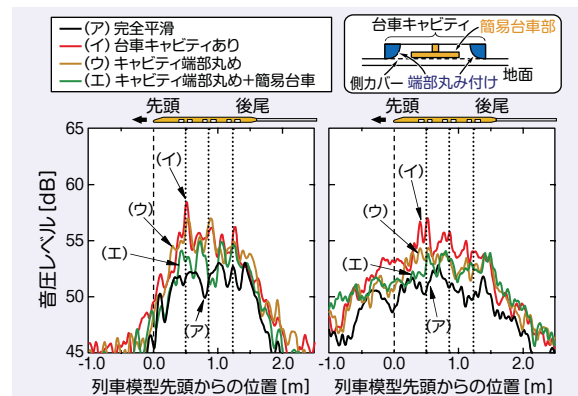 (ア)完全平滑
(イ)台車キャビティあり
(ウ)キャビティ端部丸め
(エ)キャビティ端部丸め+簡易台車
台車キャビティ
簡易台車部
側カバー
端部丸み付け
地面
先頭
後尾
先頭
後尾
音圧レベル[dB]
65
60
55
50
45
(イ)
(ウ)
(エ)
(ア)
-1.0
0.0
1.0
2.0
列車模型先頭からの位置[m]
(イ)
(ウ)
(エ)
(ア)
-1.0
0.0
1.0
2.0
列車模型先頭からの位置[m]